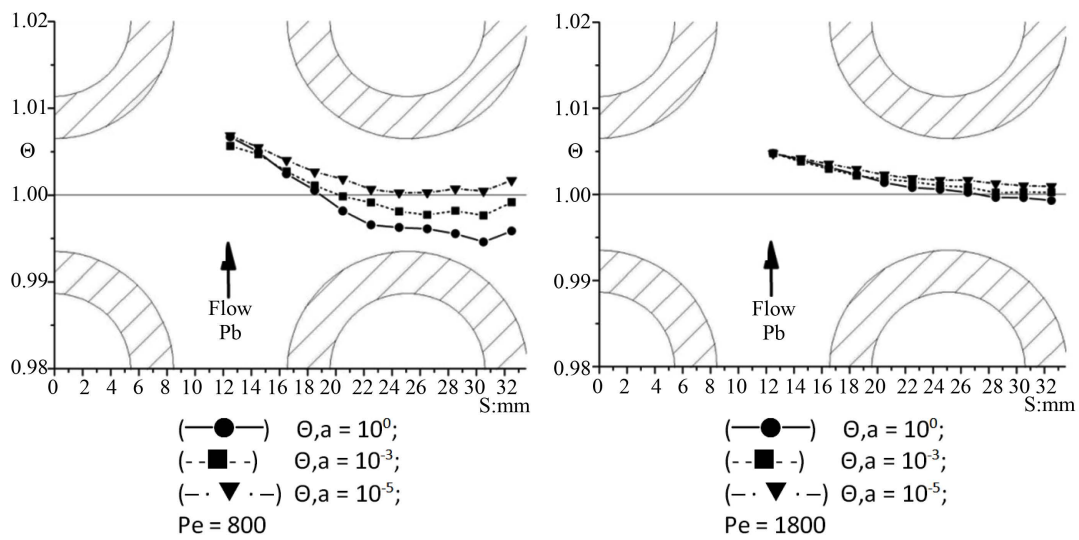 1.02
1.01
Θ
1.00
0.99
0.98
Flow
Pb
0 2 4 6 8 10 12 14 16 18 20 22 24 26 28 30 32
S:mm
(—●—) Θ,a = 10⁰;
(--■--) Θ,a = 10⁻³;
(—·▼·—) Θ,a = 10⁻⁵;
Pe = 800
1.02
1.01
Θ
1.00
0.99
0.98
Flow
Pb
0 2 4 6 8 10 12 14 16 18 20 22 24 26 28 30 32
S:mm
(—●—) Θ,a = 10⁰;
(--■--) Θ,a = 10⁻³;
(—·▼·—) Θ,a = 10⁻⁵;
Pe = 1800